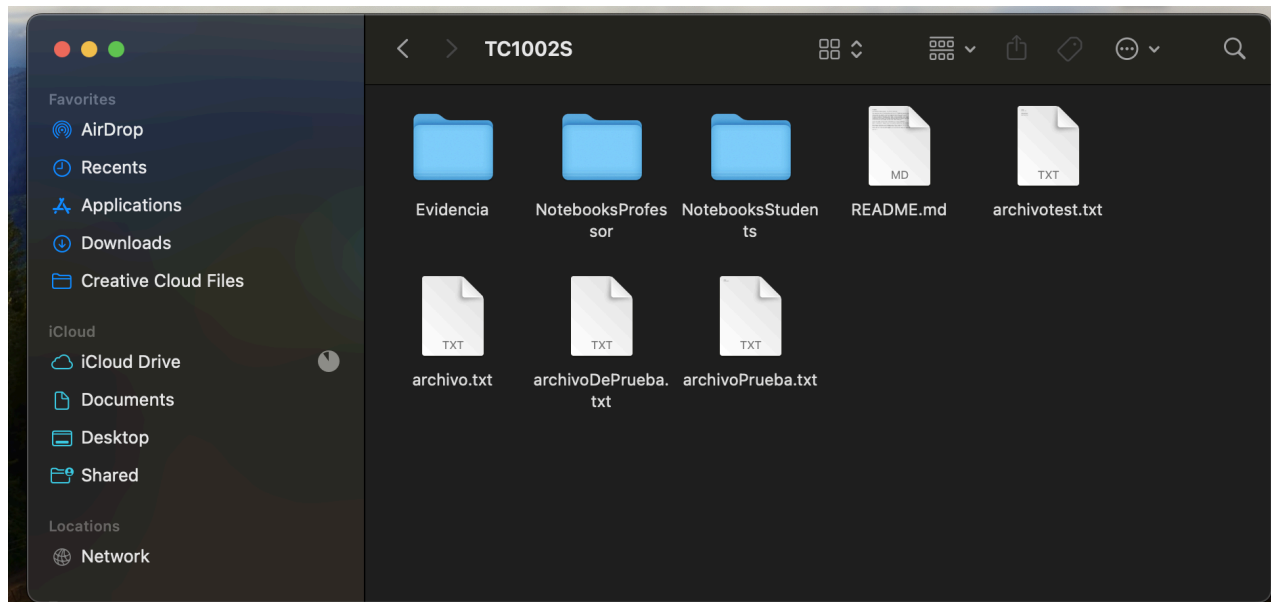 TC1002S
Favorites
AirDrop
Recents
Applications
Downloads
Creative Cloud Files
iCloud
iCloud Drive
Documents
Desktop
Shared
Locations
Network
MD
TXT
Evidencia
NotebooksProfes
sor
NotebooksStuden
ts
README.md
archivotest.txt
TXT
TXT
TXT
archivo.txt
archivoDePrueba.
txt
archivoPrueba.txt